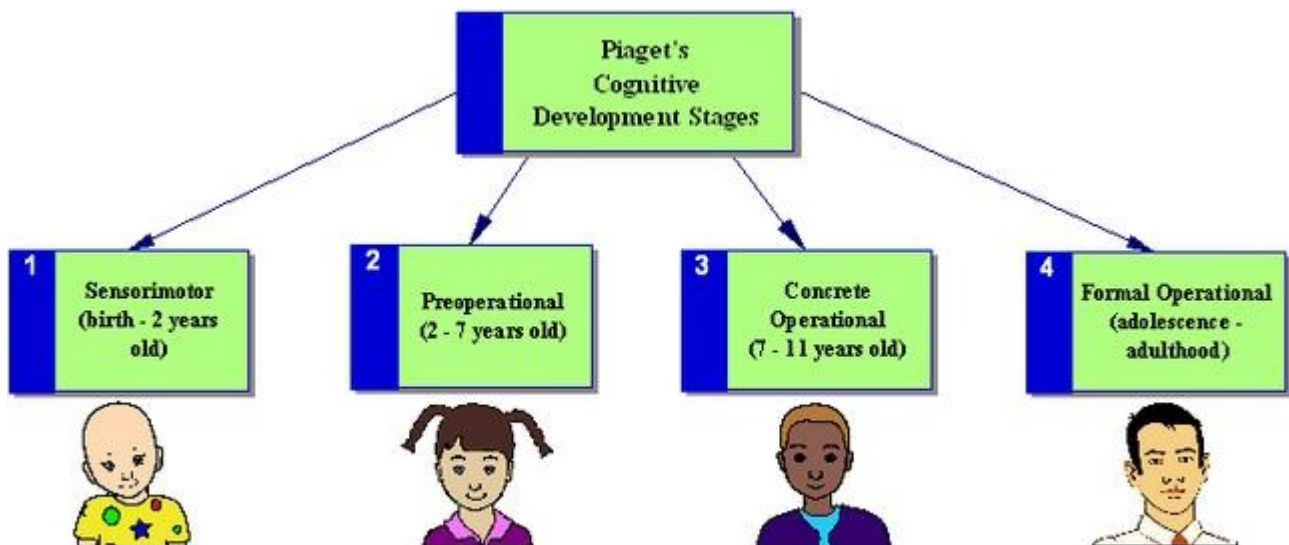 Piaget's
Cognitive
Development Stages
1
Sensorimotor
(birth - 2 years
old)
2
Preoperational
(2 - 7 years old)
3
Concrete
Operational
(7 - 11 years old)
4
Formal Operational
(adolescence -
adulthood)